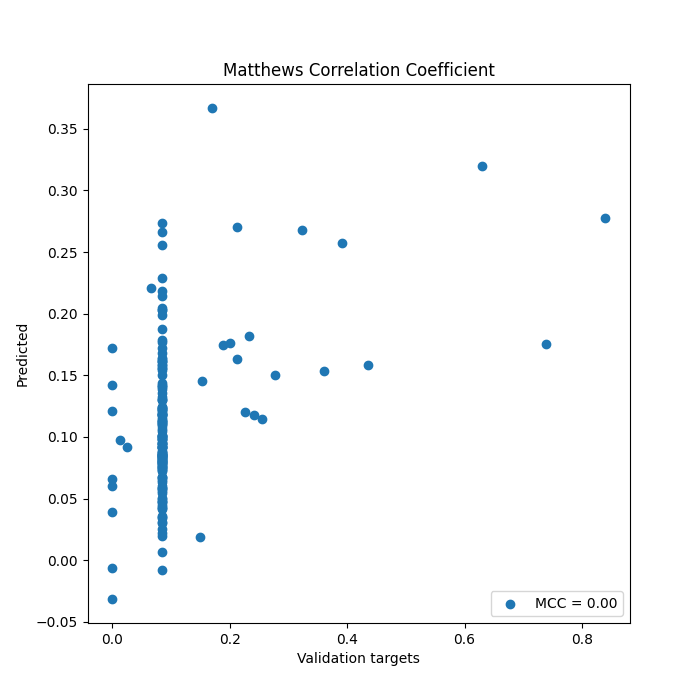 Matthews Correlation Coefficient
0.35
0.30
0.25
0.20
0.15
0.10
0.05
0.00
−0.05
Predicted
MCC = 0.00
0.0 0.2 0.4 0.6 0.8
Validation targets